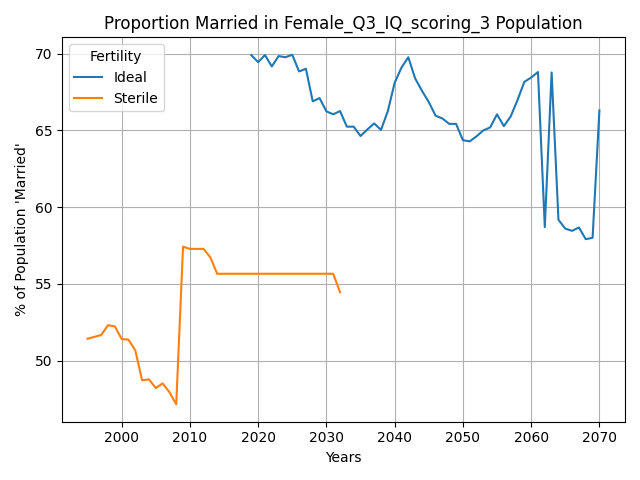 Proportion Married in Female_Q3_IQ_scoring_3 Population
Fertility
Ideal
Sterile
70
65
60
55
50
% of Population 'Married'
2000 2010 2020 2030 2040 2050 2060 2070
Years